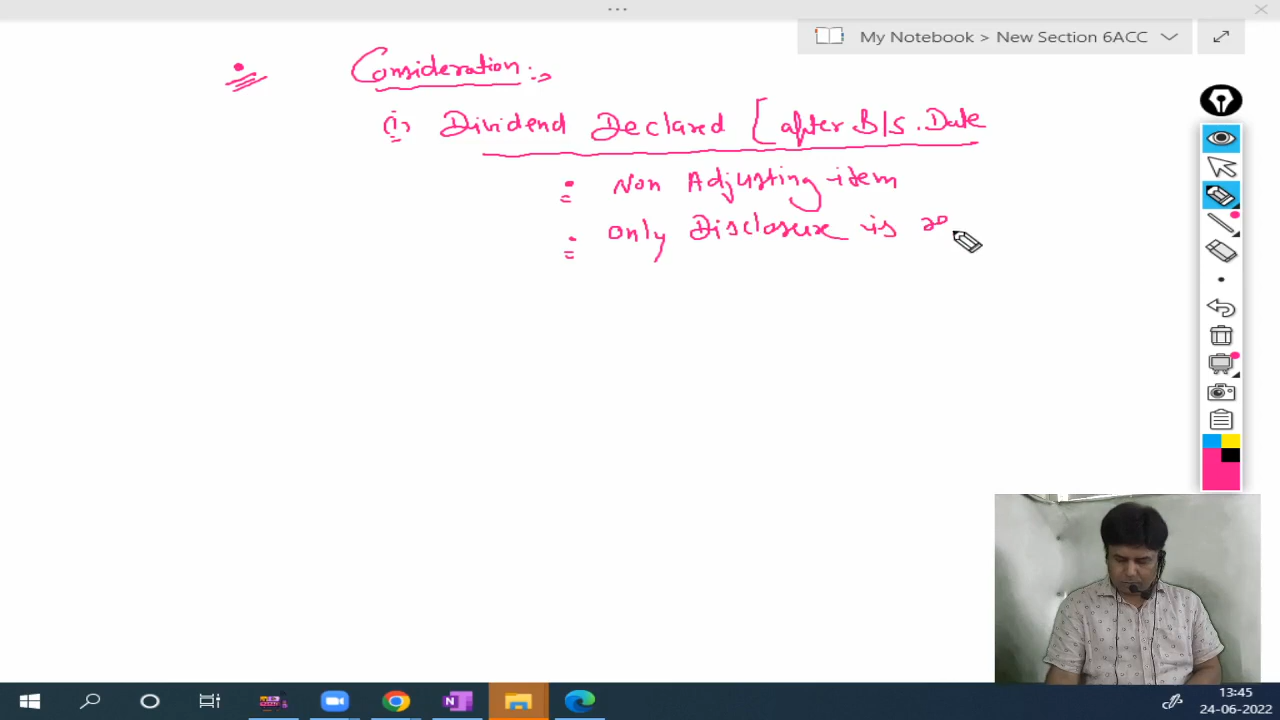 My Notebook > New Section 6ACC
Consideration :-
(i) Dividend Declared [after B/S. Date
Non Adjusting item
only Disclosure is
13:45
24-06-2022